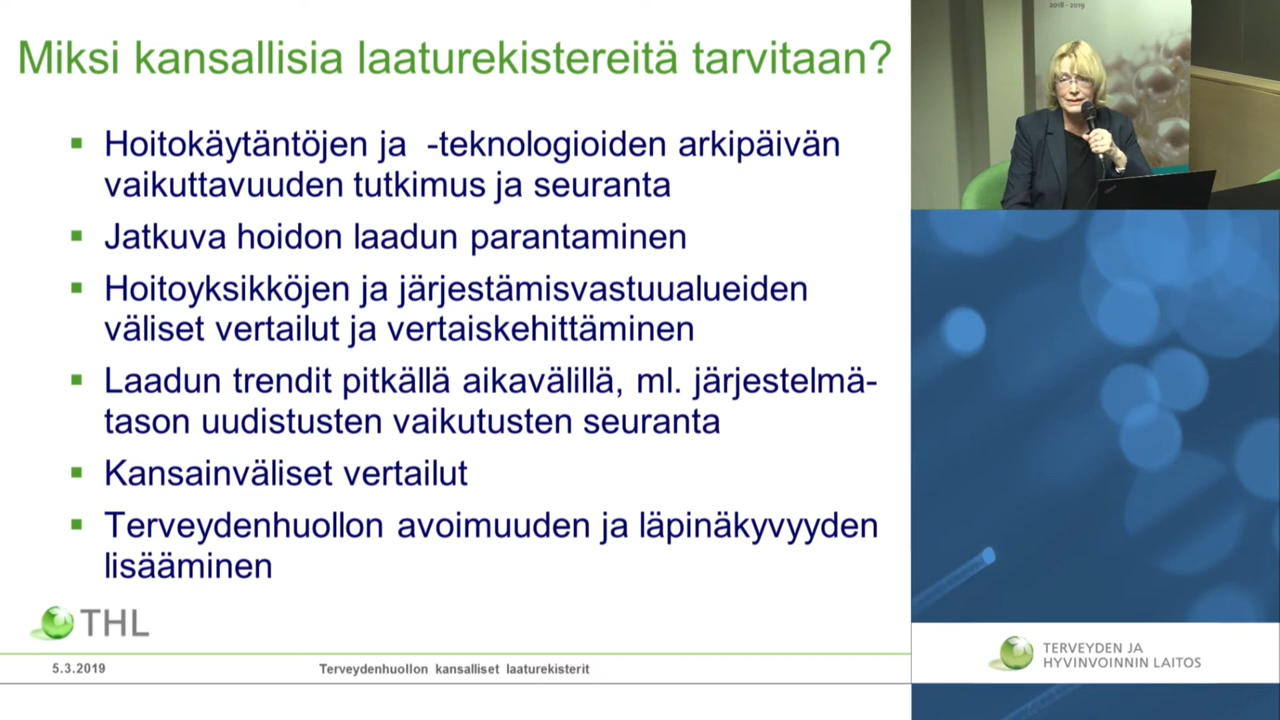 Miksi kansallisia laaturekistereitä tarvitaan?
Hoitokäytäntöjen ja -teknologioiden arkipäivän
vaikuttavuuden tutkimus ja seuranta
Jatkuva hoidon laadun parantaminen
Hoitoyksikköjen ja järjestämisvastuualueiden
väliset vertailut ja vertaiskehittäminen
Laadun trendit pitkällä aikavälillä, ml. järjestelmä-
tason uudistusten vaikutusten seuranta
Kansainväliset vertailut
Terveydenhuollon avoimuuden ja läpinäkyvyyden
lisääminen
THL
5.3.2019
Terveydenhuollon kansalliset laaturekisterit
2018 - 2019
TERVEYDEN JA
HYVINVOINNIN LAITOS